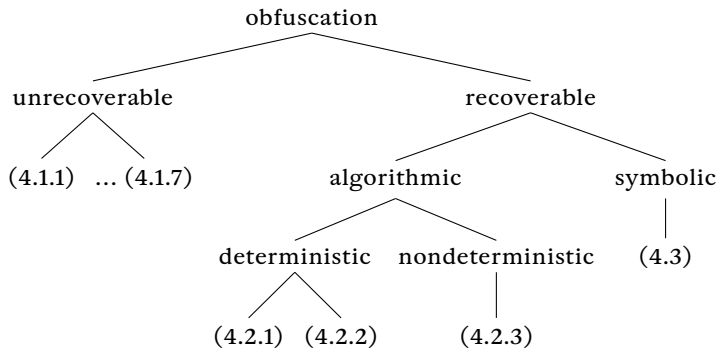 obfuscation
unrecoverable recoverable
(4.1.1) ... (4.1.7) algorithmic symbolic
deterministic nondeterministic (4.3)
(4.2.1) (4.2.2) (4.2.3)